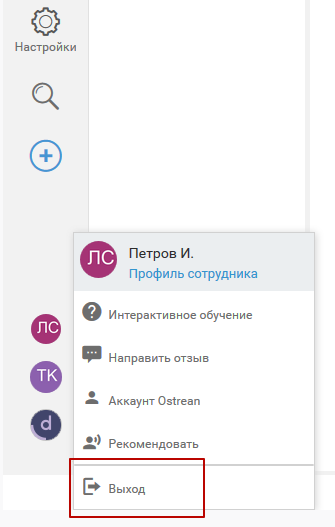 Настройки
ЛС
Петров И.
Профиль сотрудника
Интерактивное обучение
ЛС
Направить отзыв
TK
Аккаунт Ostrean
d
Рекомендовать
Выход